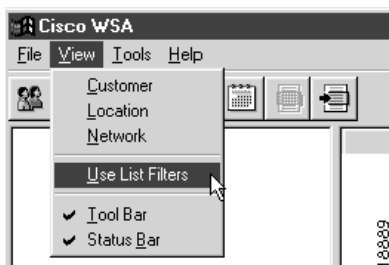 Cisco WSA
File View Tools Help
Customer
Location
Network
Use List Filters
Tool Bar
Status Bar
18889